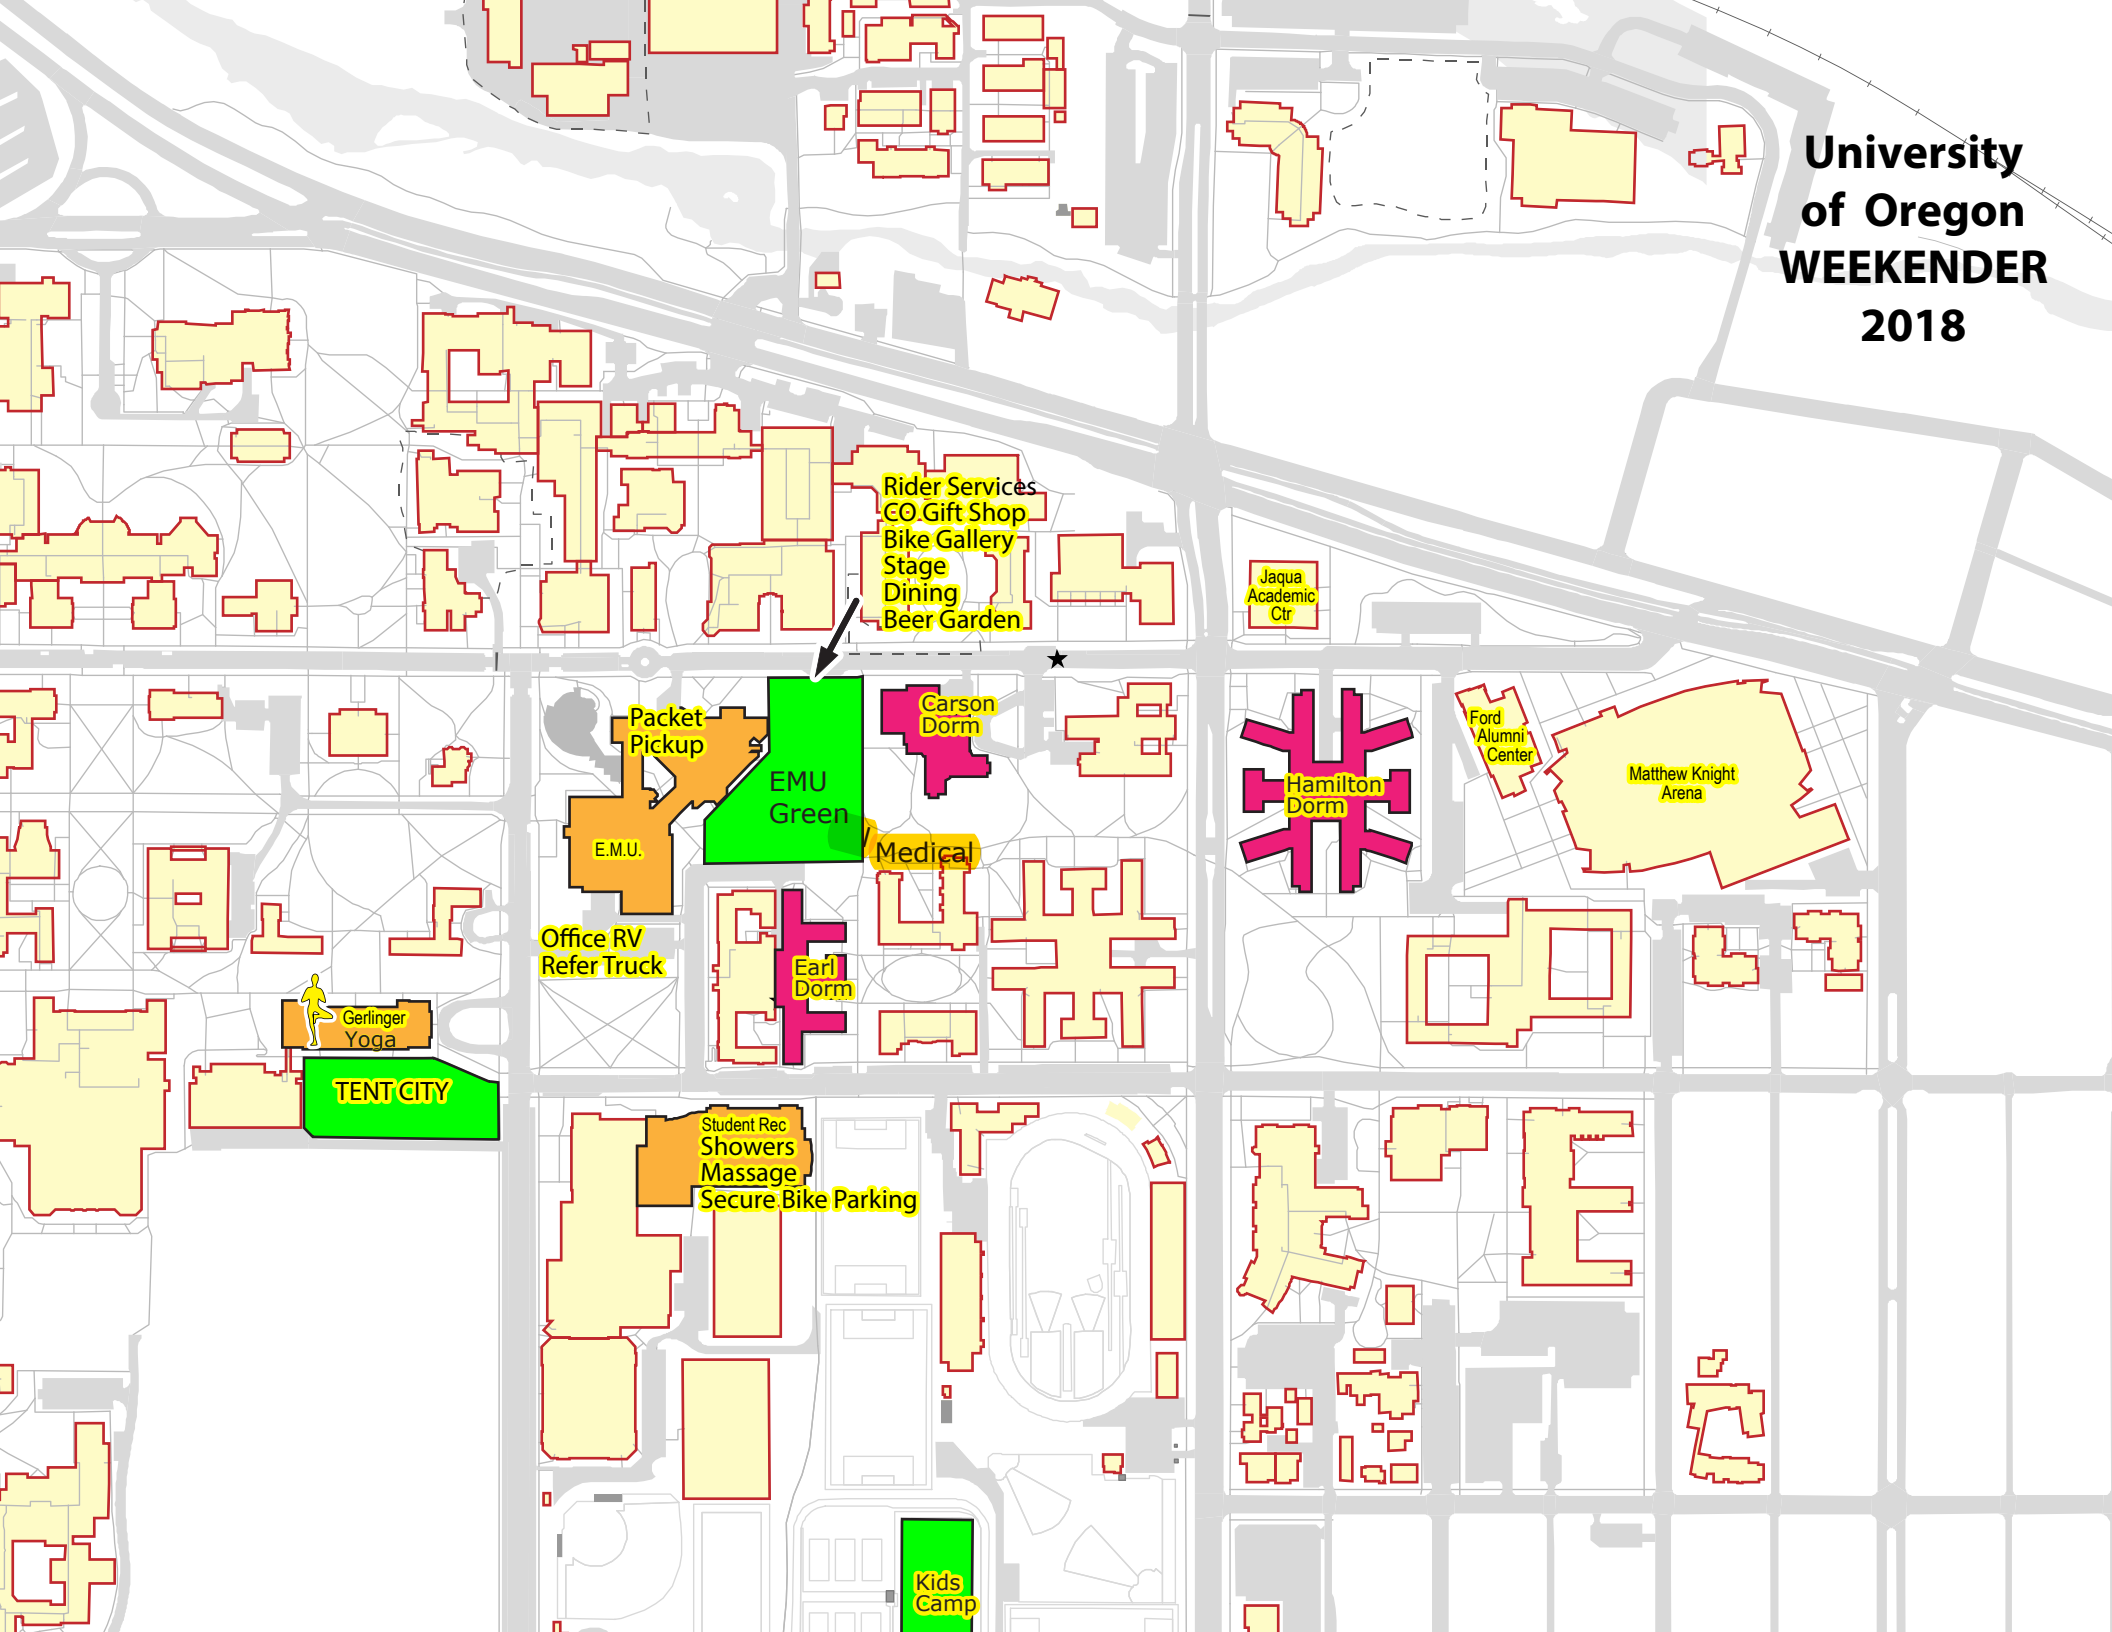 University
of Oregon
WEEKENDER
2018
Rider Services
CO Gift Shop
Bike Gallery
Stage
Dining
Beer Garden
Jaqua
Academic
Ctr
Packet
Pickup
Carson
Dorm
Ford
Alumni
Center
Matthew Knight
Arena
EMU
Green
Hamilton
Dorm
E.M.U.
Medical
Office RV
Refer Truck
Earl
Dorm
Gerlinger
Yoga
TENT CITY
Student Rec
Showers
Massage
Secure Bike Parking
Kids
Camp